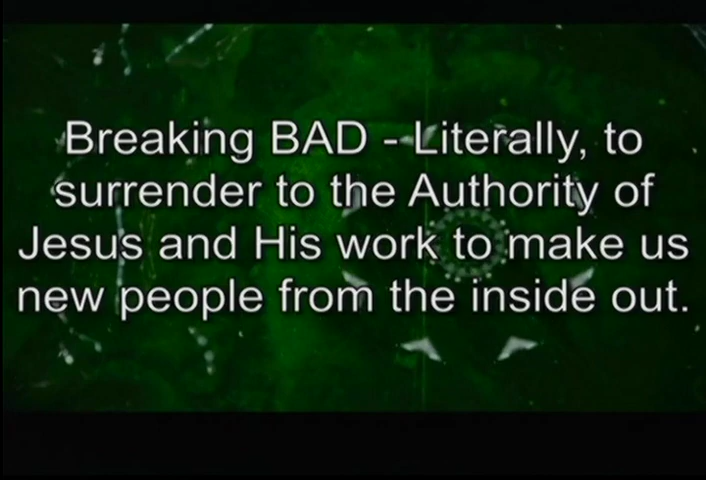 Breaking BAD - Literally, to
surrender to the Authority of
Jesus and His work to make us
new people from the inside out.